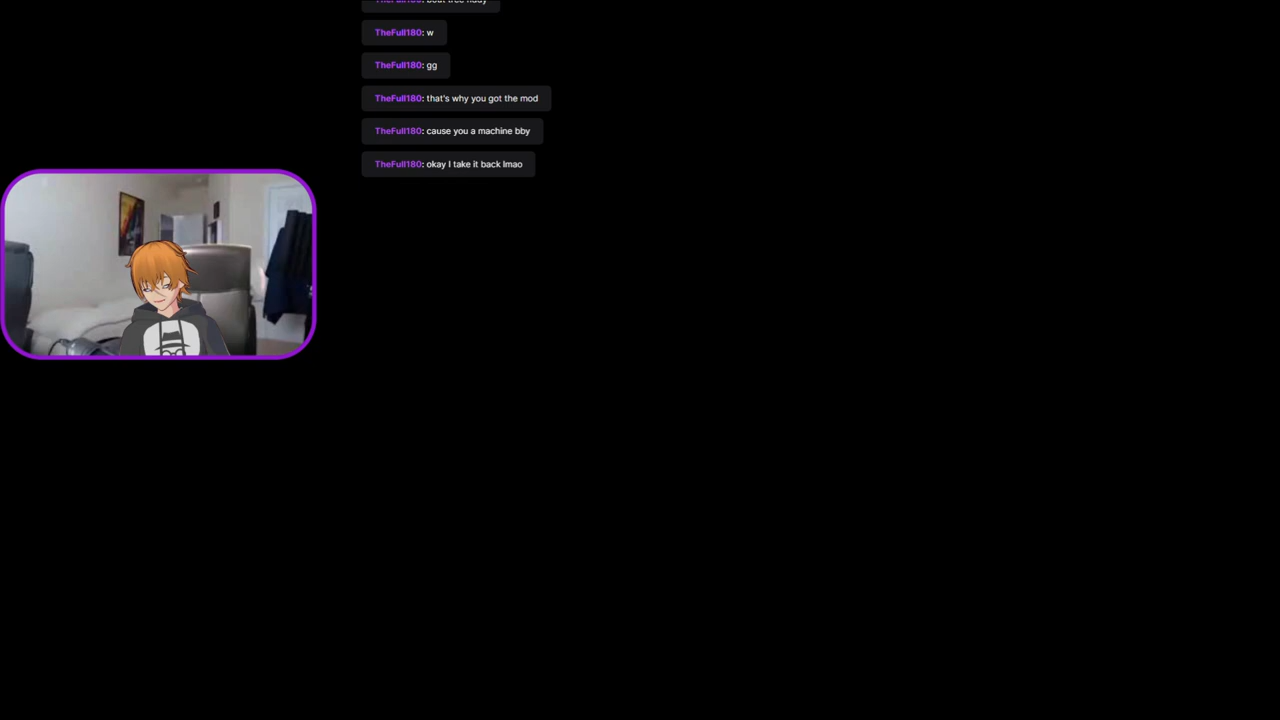 TheFull180: w
TheFull180: gg
TheFull180: that's why you got the mod
TheFull180: cause you a machine bby
TheFull180: okay I take it back lmao